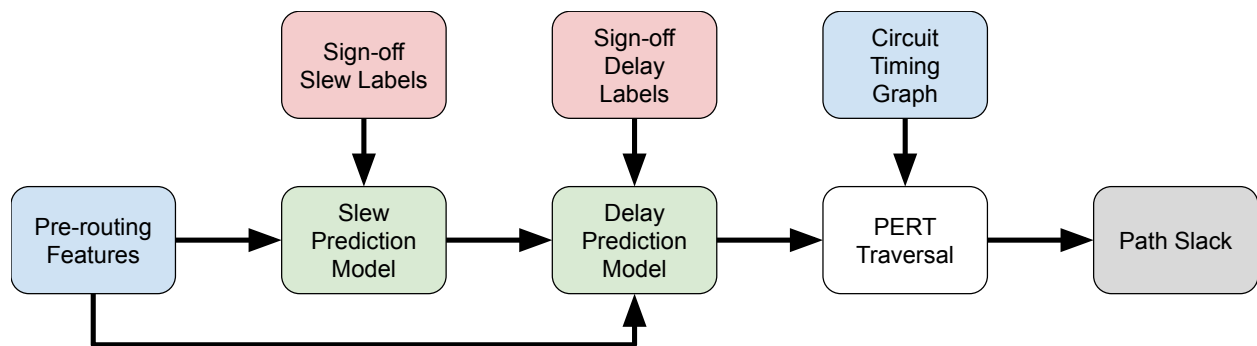 Sign-off
Slew Labels
Sign-off
Delay
Labels
Circuit
Timing
Graph
Pre-routing
Features
Slew
Prediction
Model
Delay
Prediction
Model
PERT
Traversal
Path Slack